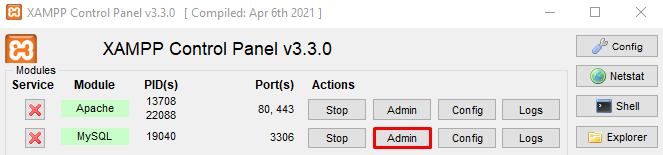 XAMPP Control Panel v3.3.0 [ Compiled: Apr 6th 2021 ]
XAMPP Control Panel v3.3.0
Config
Modules
Service Module PID(s) Port(s) Actions
Netstat
Apache 13708 22088 80, 443 Stop Admin Config Logs
Shell
MySQL 19040 3306 Stop Admin Config Logs
Explorer